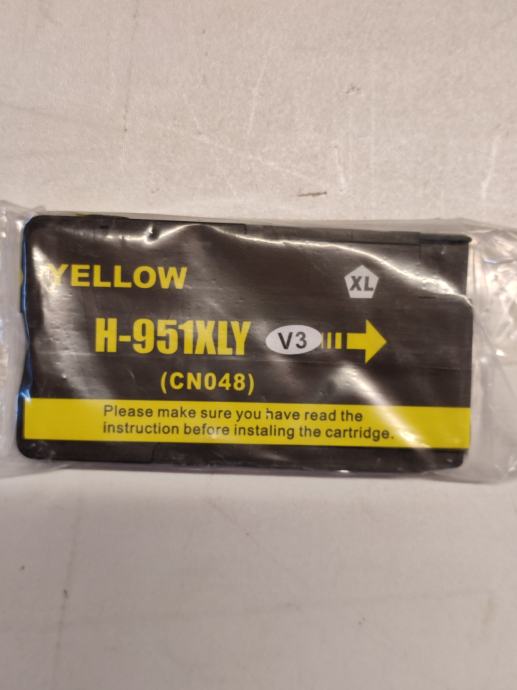 YELLOW
XL
H-951XLY V3
(CN048)
Please make sure you have read the
instruction before instaling the cartridge.